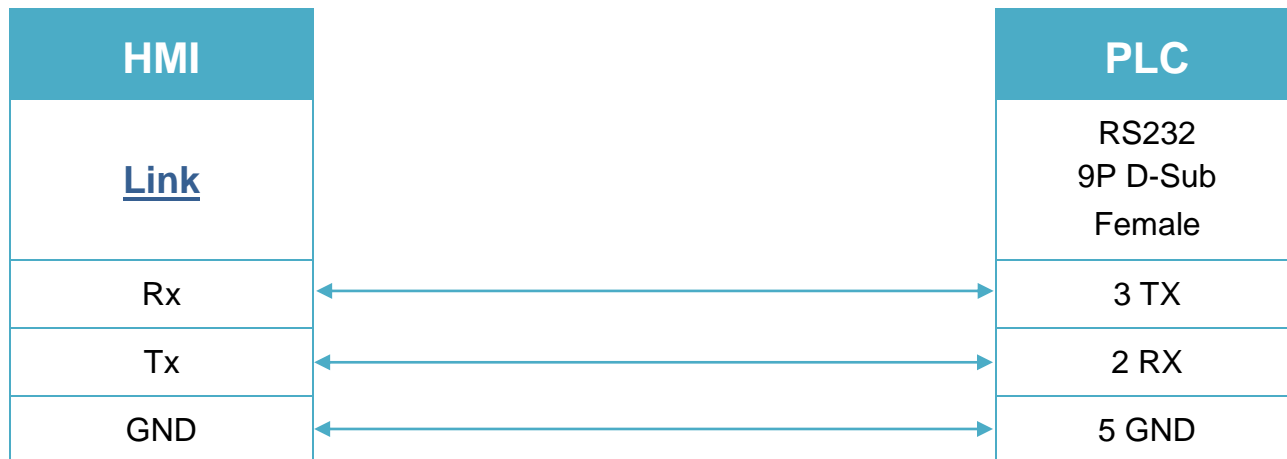 HMI
PLC
Link
RS232
9P D-Sub
Female
Rx
3 TX
Tx
2 RX
GND
5 GND